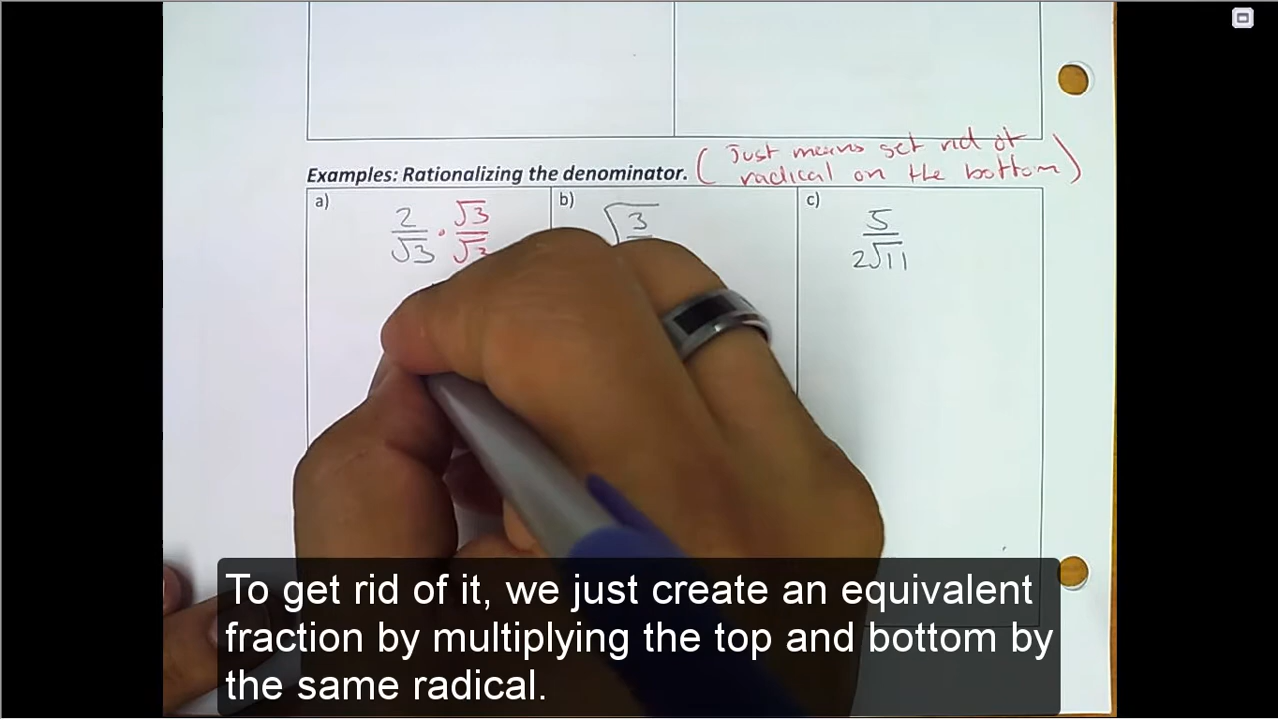 Examples: Rationalizing the denominator. (Just means get rid of
radical on the bottom)
a) b) c)
2/√3 · √3/√3
√3
5/2√11
To get rid of it, we just create an equivalent
fraction by multiplying the top and bottom by
the same radical.